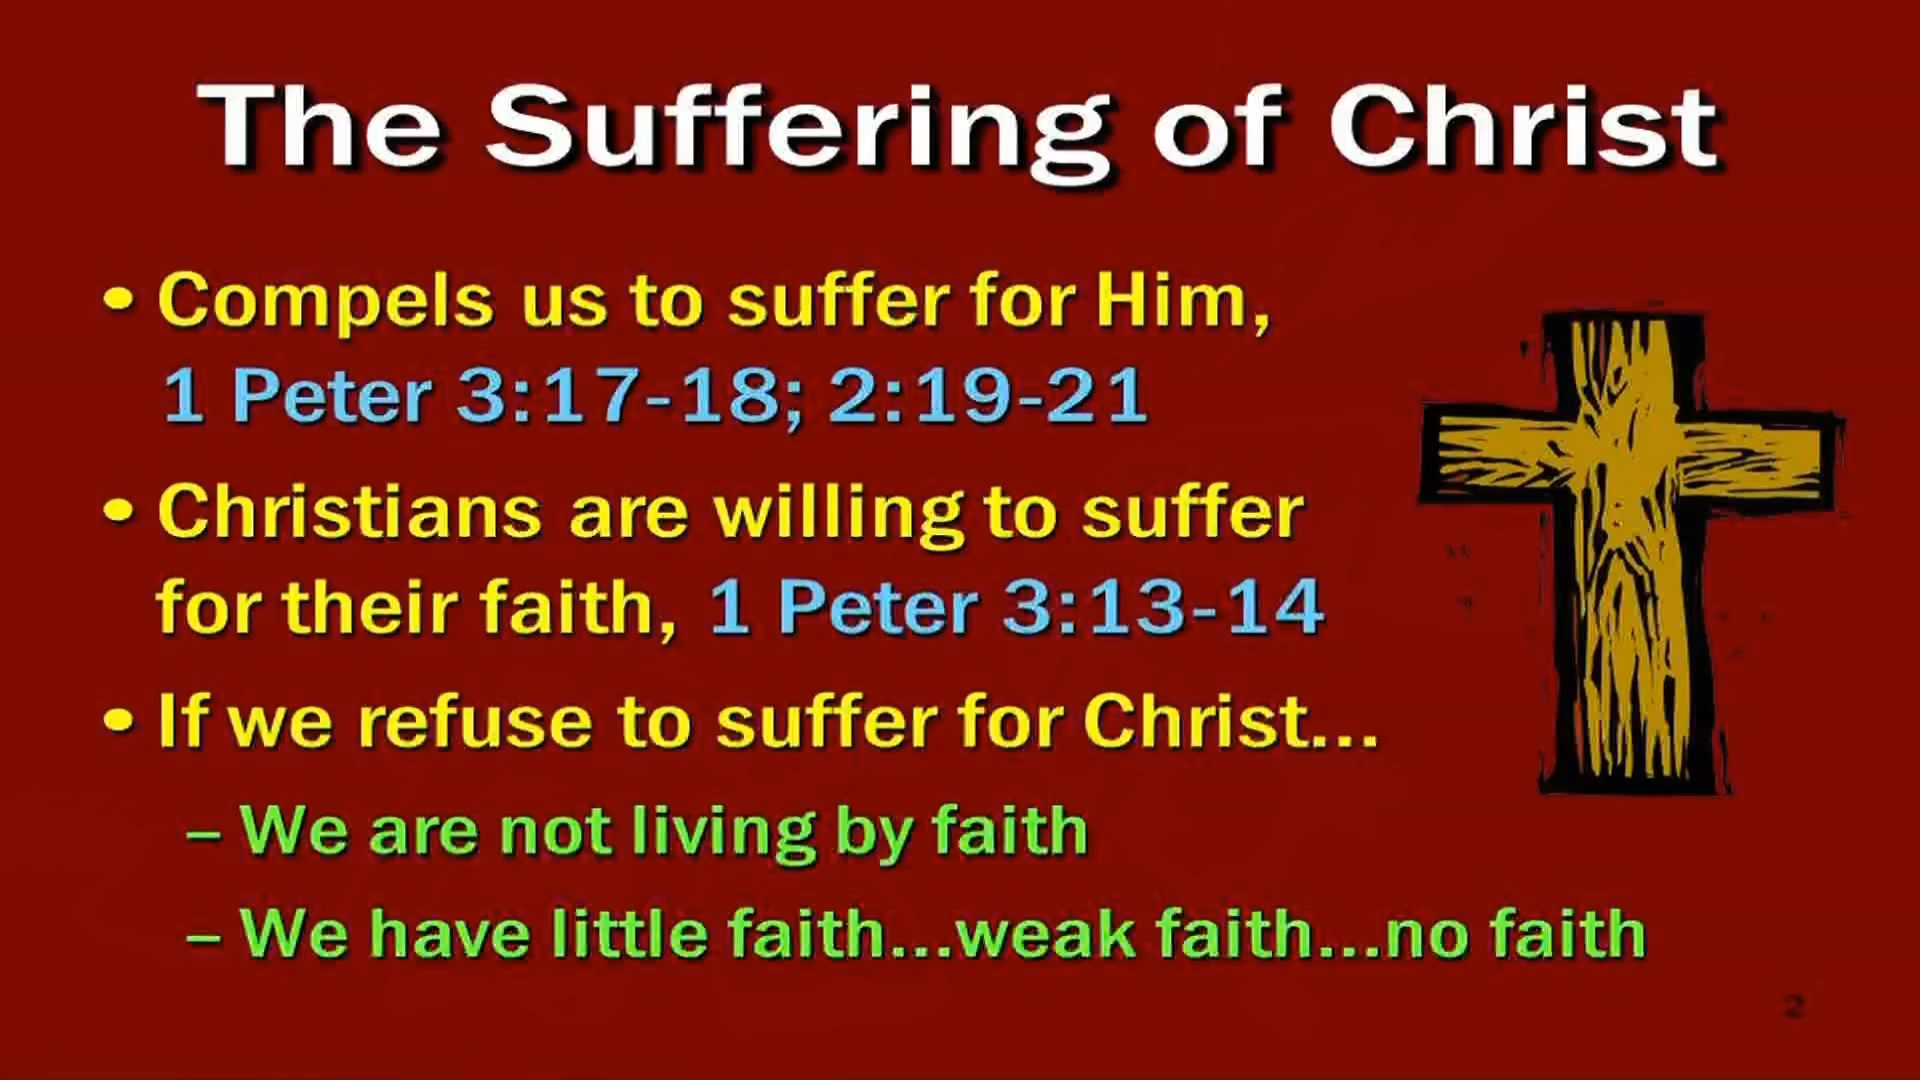 The Suffering of Christ
• Compels us to suffer for Him,
1 Peter 3:17-18; 2:19-21
• Christians are willing to suffer
for their faith, 1 Peter 3:13-14
• If we refuse to suffer for Christ...
– We are not living by faith
– We have little faith...weak faith...no faith
2